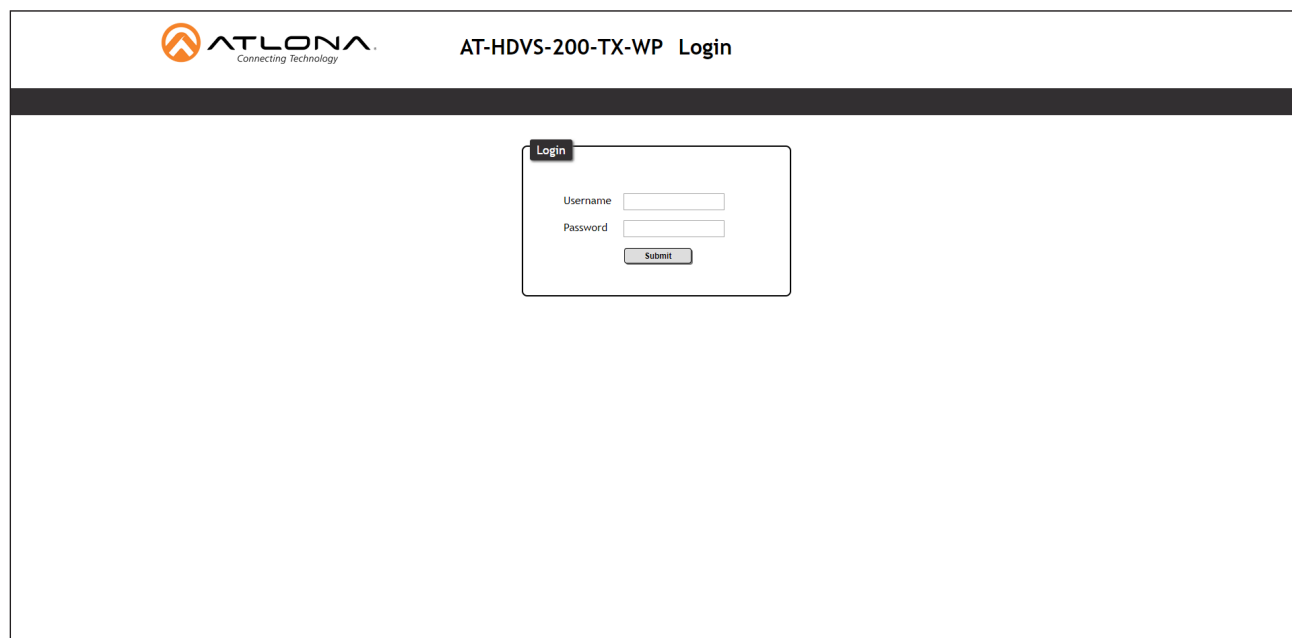 ATLONA.
Connecting Technology
AT-HDVS-200-TX-WP Login
Login
Username
Password
Submit